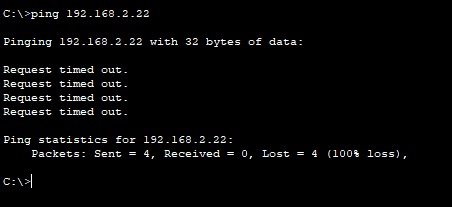 C:\>ping 192.168.2.22
Pinging 192.168.2.22 with 32 bytes of data:
Request timed out.
Request timed out.
Request timed out.
Request timed out.
Ping statistics for 192.168.2.22:
    Packets: Sent = 4, Received = 0, Lost = 4 (100% loss),
C:\>